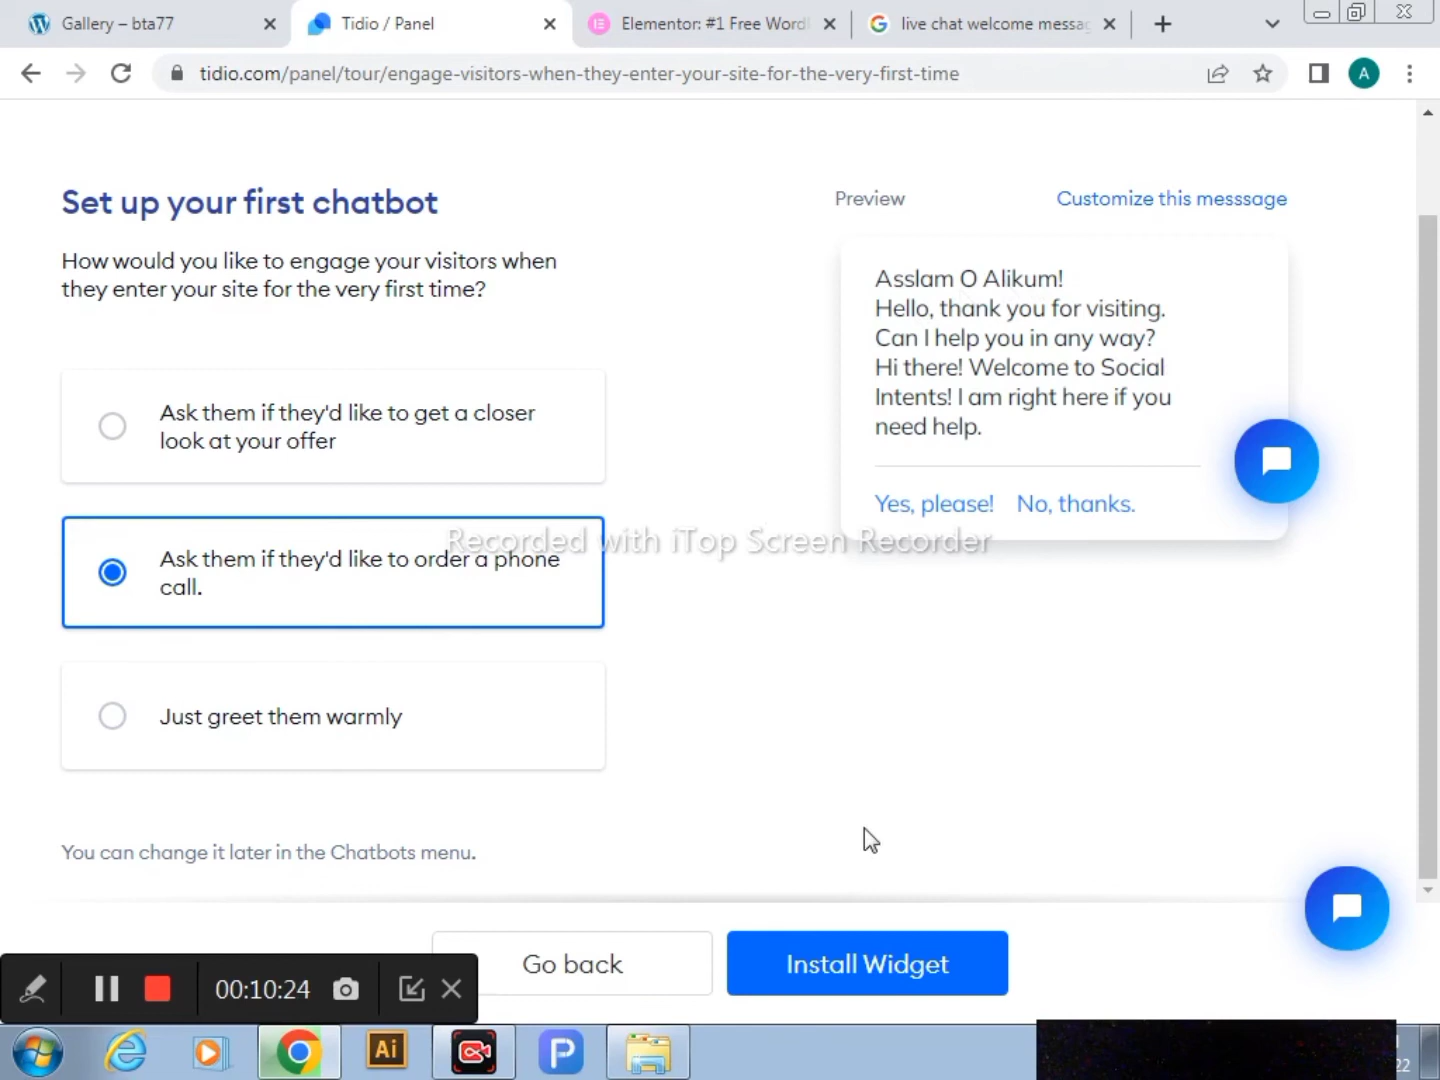 Gallery – bta77
Tidio / Panel
Elementor: #1 Free Word
live chat welcome messag
tidio.com/panel/tour/engage-visitors-when-they-enter-your-site-for-the-very-first-time
A
Set up your first chatbot
How would you like to engage your visitors when
they enter your site for the very first time?
Ask them if they'd like to get a closer
look at your offer
Ask them if they'd like to order a phone
call.
Just greet them warmly
You can change it later in the Chatbots menu.
Preview
Customize this messsage
Asslam O Alikum!
Hello, thank you for visiting.
Can I help you in any way?
Hi there! Welcome to Social
Intents! I am right here if you
need help.
Yes, please! No, thanks.
Recorded with iTop Screen Recorder
Go back
Install Widget
00:10:24
Ai
P
22